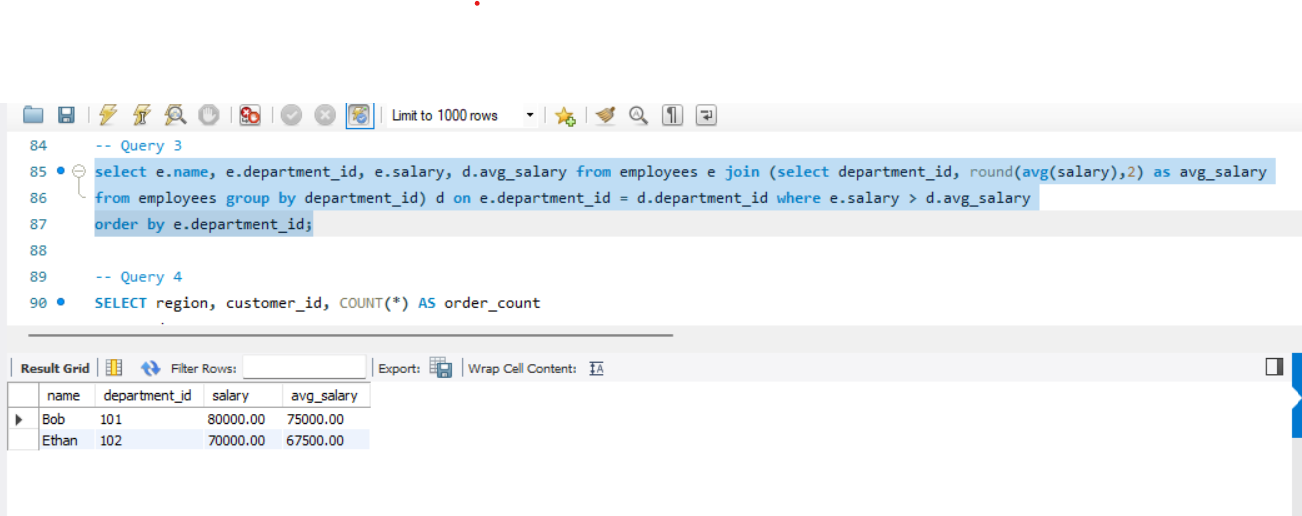 Limit to 1000 rows
84 -- Query 3
85 select e.name, e.department_id, e.salary, d.avg_salary from employees e join (select department_id, round(avg(salary),2) as avg_salary
86 from employees group by department_id) d on e.department_id = d.department_id where e.salary > d.avg_salary
87 order by e.department_id;
88
89 -- Query 4
90 SELECT region, customer_id, COUNT(*) AS order_count
Result Grid Filter Rows: Export: Wrap Cell Content: IA
name department_id salary avg_salary
Bob 101 80000.00 75000.00
Ethan 102 70000.00 67500.00